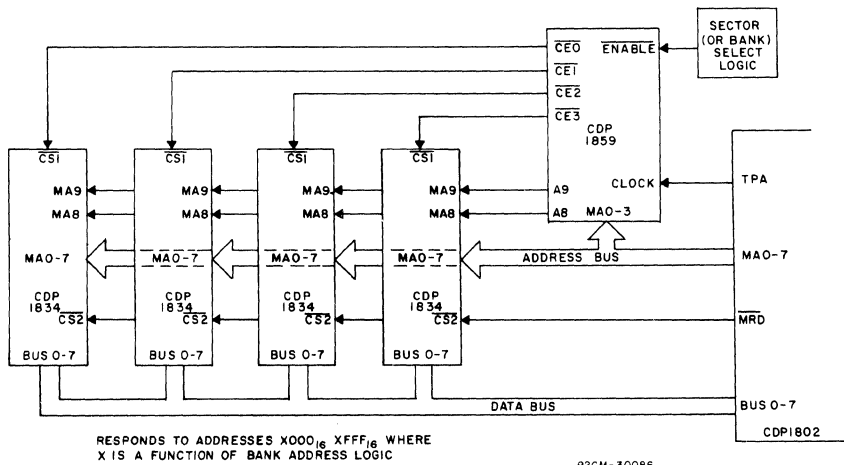 SECTOR
(OR BANK)
SELECT
LOGIC
CE0 ENABLE
CE1
CE2
CE3
CDP
1859
CLOCK
A9
A8
MA0-3
TPA
MA0-7
MRD
BUS 0-7
CDP1802
CS1 CS1 CS1 CS1
MA9 MA9 MA9 MA9
MA8 MA8 MA8 MA8
MA0-7 MA0-7 MA0-7 MA0-7
ADDRESS BUS
CDP CDP CDP CDP
1834 1834 1834 1834
CS2 CS2 CS2 CS2
BUS 0-7 BUS 0-7 BUS 0-7 BUS 0-7
DATA BUS
RESPONDS TO ADDRESSES X000₁₆ XFFF₁₆ WHERE
X IS A FUNCTION OF BANK ADDRESS LOGIC